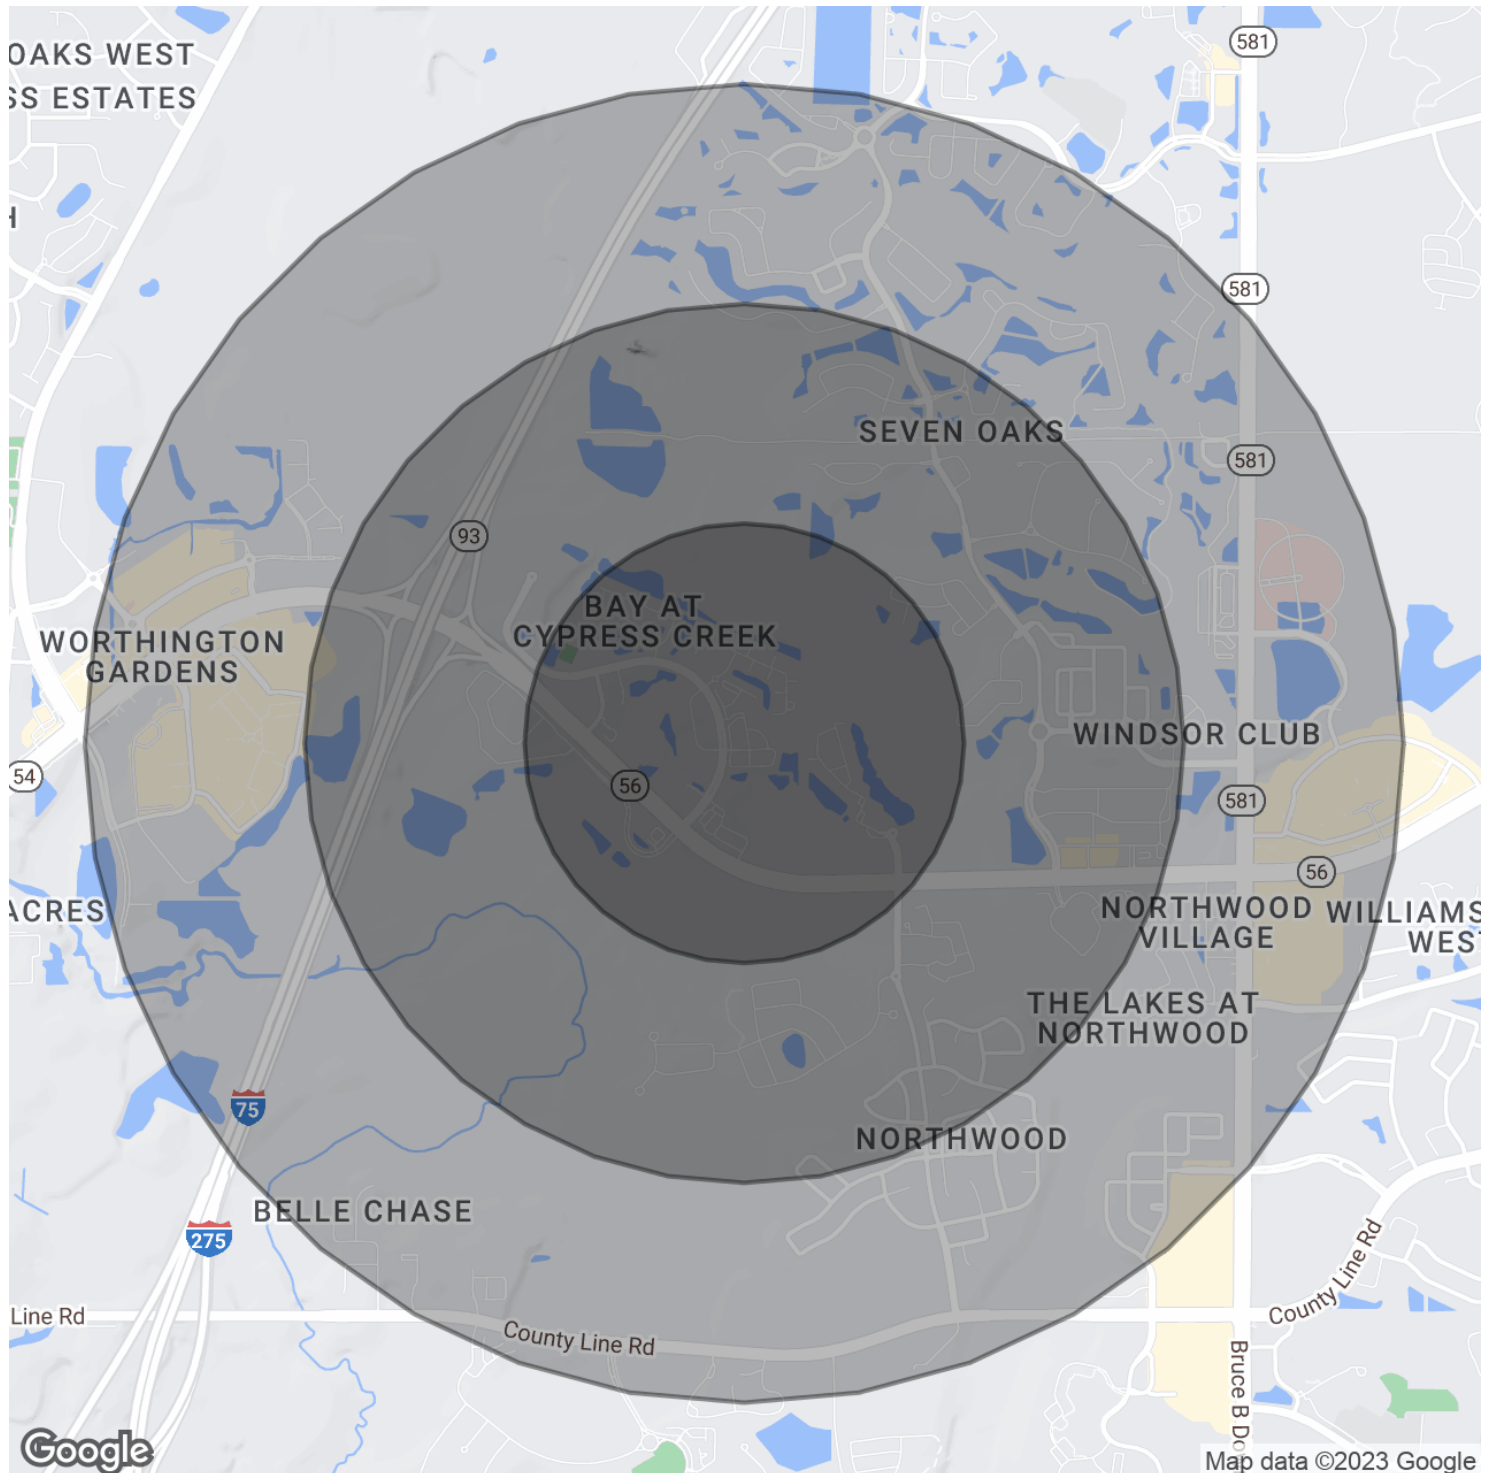 OAKS WEST
SS ESTATES
581
H
581
SEVEN OAKS
581
93
BAY AT
CYPRESS CREEK
WORTHINGTON
GARDENS
WINDSOR CLUB
54
56
581
56
ACRES
NORTHWOOD
VILLAGE
WILLIAMS
WEST
THE LAKES AT
NORTHWOOD
75
NORTHWOOD
BELLE CHASE
275
Line Rd
County Line Rd
County Line Rd
Bruce B Do
Google
Map data ©2023 Google